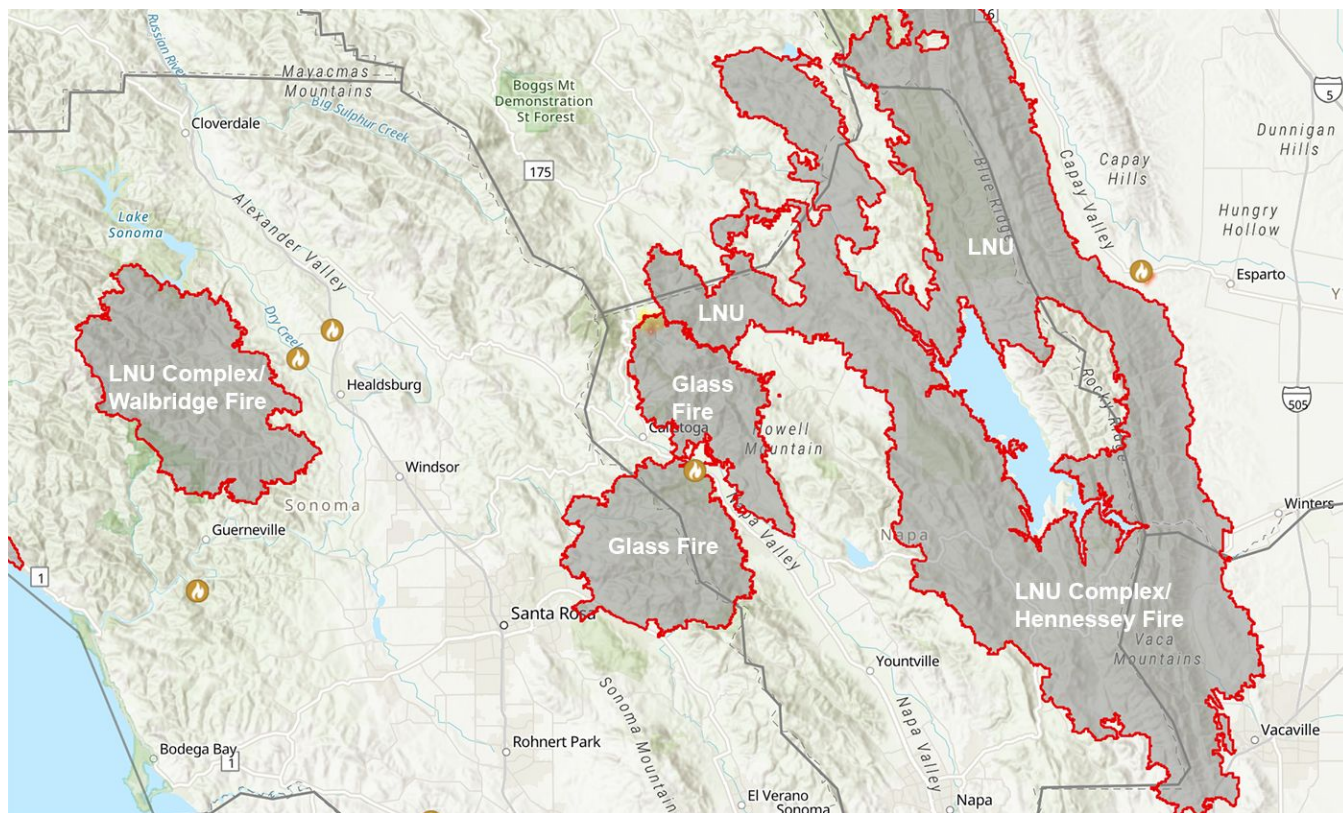 16
Russian River
Mayacmas
Mountains
Big Sulphur Creek
Cloverdale
Boggs Mt
Demonstration
St Forest
5
Dunnigan
Hills
175
Capay Valley
Capay
Hills
Blue Ridge
Lake
Sonoma
Alexander Valley
Hungry
Hollow
LNU
Esparto
Y
Dry Creek
LNU
LNU Complex/
Walbridge Fire
Healdsburg
Glass
Fire
Rocky Ridge
505
Calistoga
Howell
Mountain
Windsor
Sonoma
Napa Valley
Winters
Guerneville
Glass Fire
Napa
1
LNU Complex/
Hennessey Fire
Santa Rosa
Vaca
Mountains
Yountville
Sonoma Mountain
Napa Valley
Vacaville
Bodega Bay
1
Rohnert Park
El Verano
Sonoma
Napa